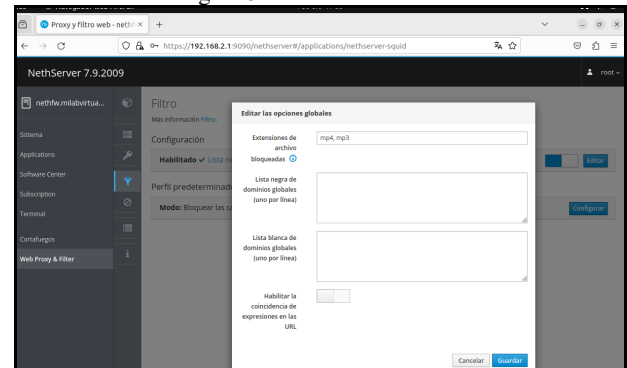 Proxy y filtro web - neth
https://192.168.2.1:9090/nethserver#/applications/nethserver-squid
NethServer 7.9.2009
root
nethfw.milabvirtua...
Sistema
Applications
Software Center
Subscription
Terminal
Cortafuegos
Web Proxy & Filter
Filtro
Más información Filtro.
Configuración
Habilitado ✔ Lista ne
Editar
Perfil predeterminad
Modo: Bloquear las ca
Configurar
Editar las opciones globales
Extensiones de
archivo
bloqueadas
mp4, mp3
Lista negra de
dominios globales
(uno por línea)
Lista blanca de
dominios globales
(uno por línea)
Habilitar la
coincidencia de
expresiones en las
URL
Cancelar
Guardar